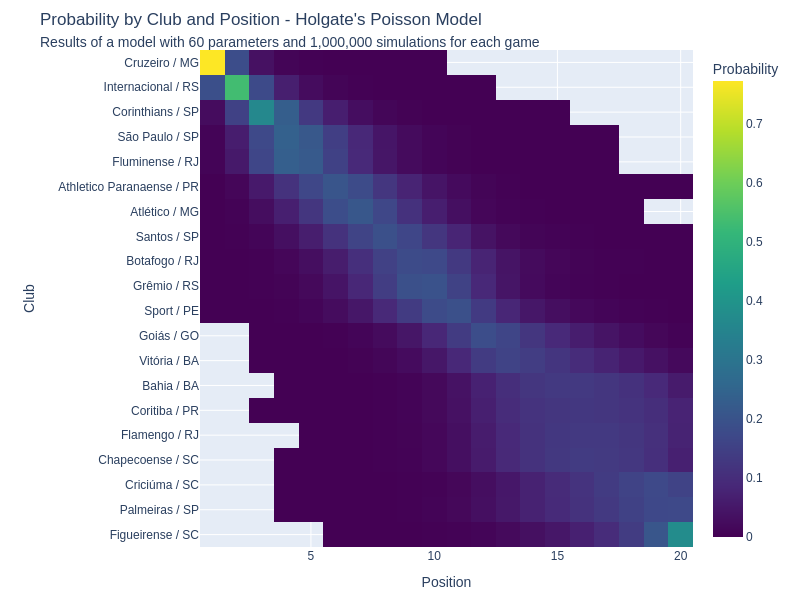 Probability by Club and Position - Holgate's Poisson Model
Results of a model with 60 parameters and 1,000,000 simulations for each game
Probability
Club
Cruzeiro / MG
Internacional / RS
Corinthians / SP
São Paulo / SP
Fluminense / RJ
Athletico Paranaense / PR
Atlético / MG
Santos / SP
Botafogo / RJ
Grêmio / RS
Sport / PE
Goiás / GO
Vitória / BA
Bahia / BA
Coritiba / PR
Flamengo / RJ
Chapecoense / SC
Criciúma / SC
Palmeiras / SP
Figueirense / SC
5 10 15 20
Position
0.7
0.6
0.5
0.4
0.3
0.2
0.1
0